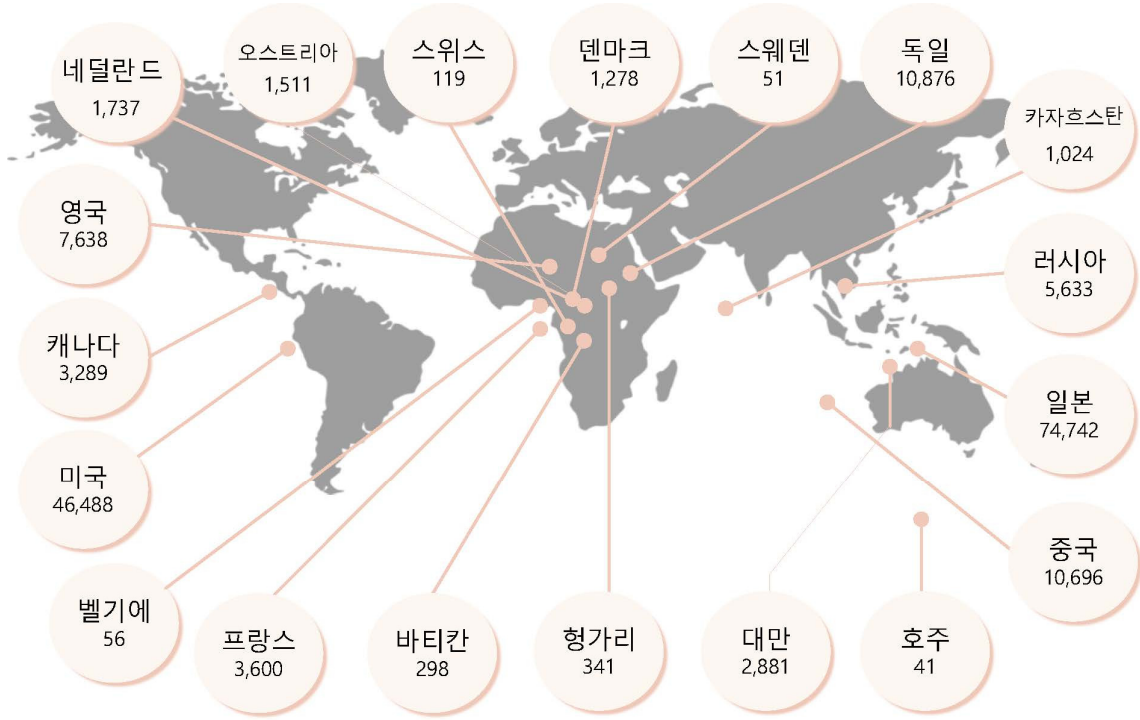 네덜란드
1,737
오스트리아
1,511
스위스
119
덴마크
1,278
스웨덴
51
독일
10,876
카자흐스탄
1,024
영국
7,638
러시아
5,633
캐나다
3,289
일본
74,742
미국
46,488
중국
10,696
벨기에
56
프랑스
3,600
바티칸
298
헝가리
341
대만
2,881
호주
41